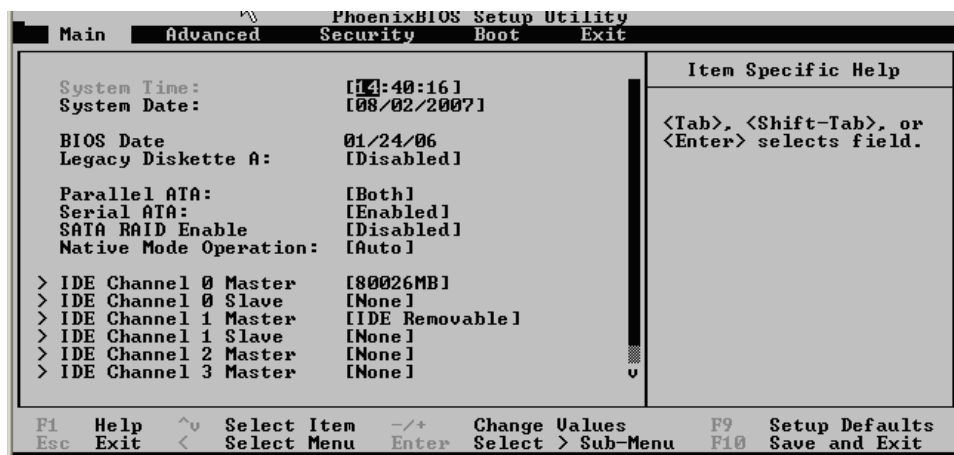 PhoenixBIOS Setup Utility
Main Advanced Security Boot Exit
Item Specific Help
System Time: [14:40:16]
System Date: [08/02/2007]
<Tab>, <Shift-Tab>, or
<Enter> selects field.
BIOS Date 01/24/06
Legacy Diskette A: [Disabled]
Parallel ATA: [Both]
Serial ATA: [Enabled]
SATA RAID Enable [Disabled]
Native Mode Operation: [Auto]
> IDE Channel 0 Master [80026MB]
> IDE Channel 0 Slave [None]
> IDE Channel 1 Master [IDE Removable]
> IDE Channel 1 Slave [None]
> IDE Channel 2 Master [None]
> IDE Channel 3 Master [None]
v
F1 Help ^v Select Item -/+ Change Values F9 Setup Defaults
Esc Exit < Select Menu Enter Select > Sub-Menu F10 Save and Exit